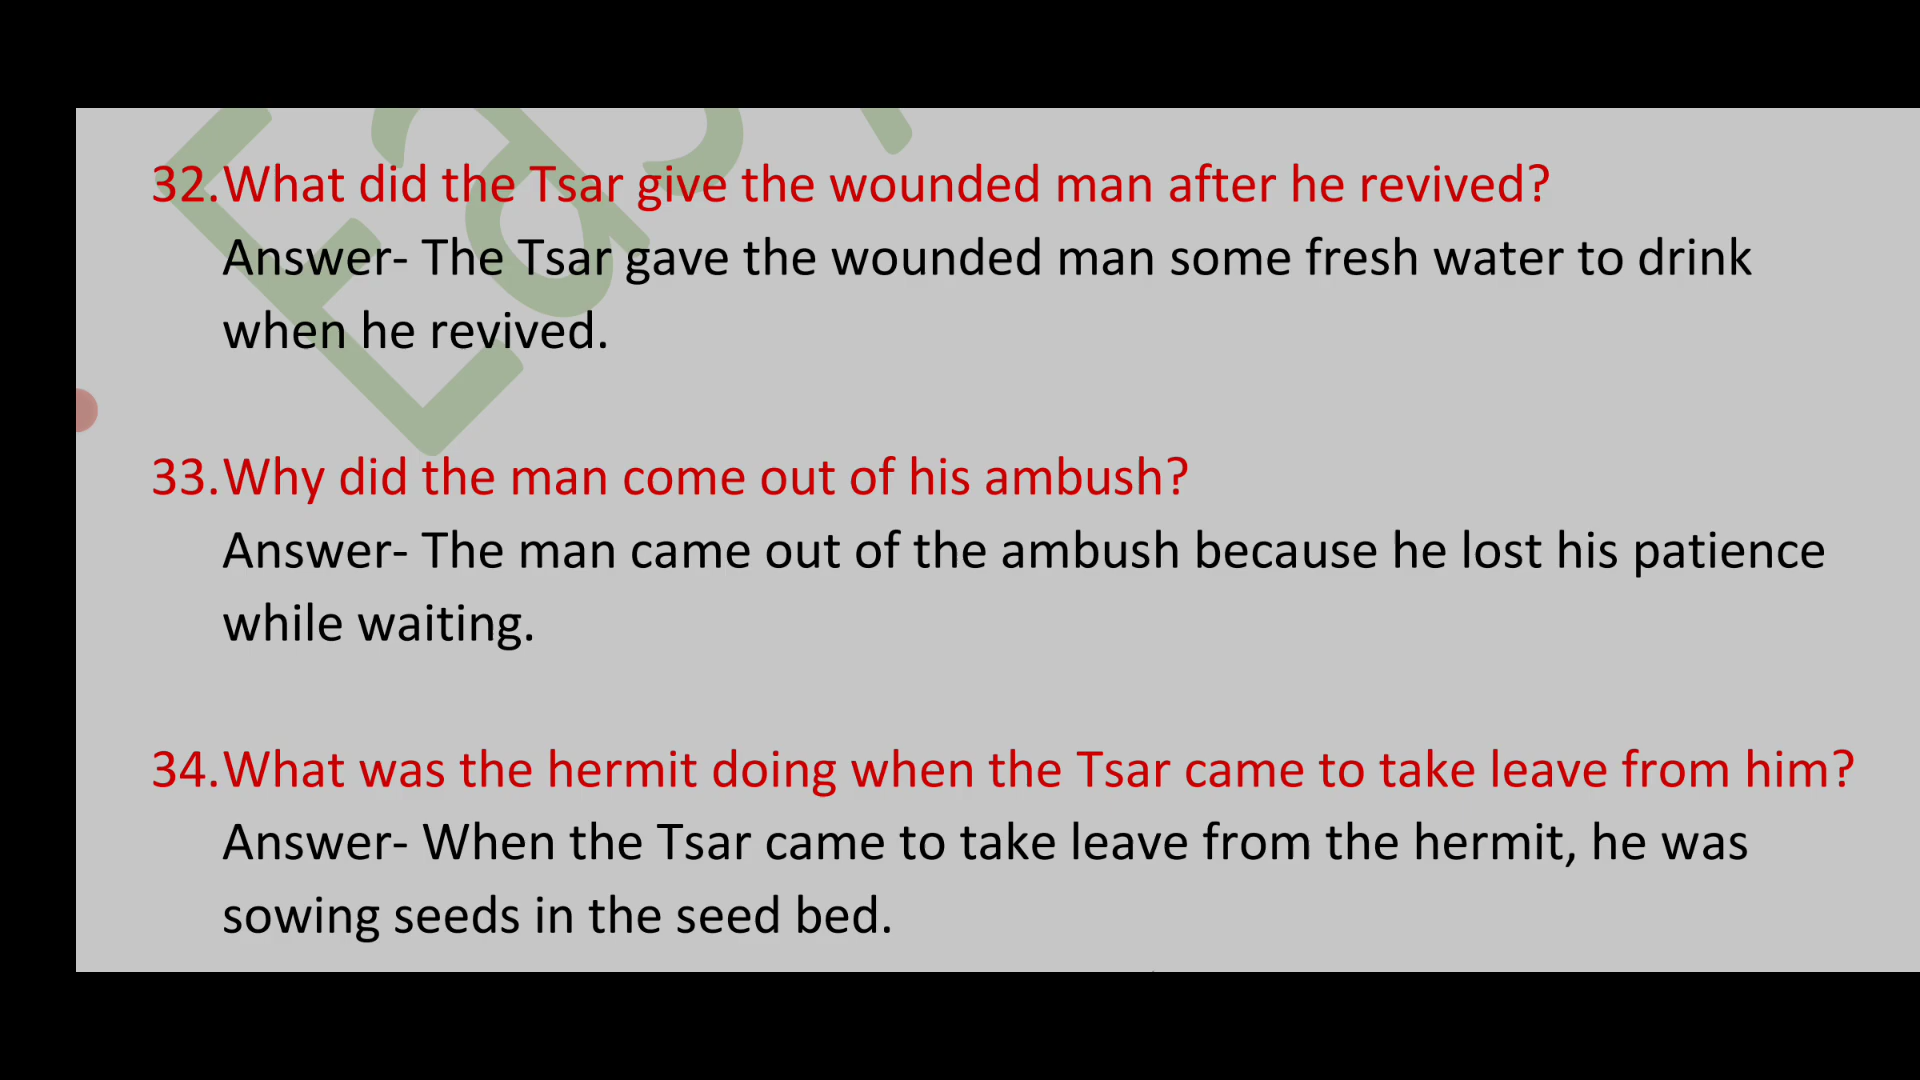 32.What did the Tsar give the wounded man after he revived?
Answer- The Tsar gave the wounded man some fresh water to drink
when he revived.
33.Why did the man come out of his ambush?
Answer- The man came out of the ambush because he lost his patience
while waiting.
34.What was the hermit doing when the Tsar came to take leave from him?
Answer- When the Tsar came to take leave from the hermit, he was
sowing seeds in the seed bed.